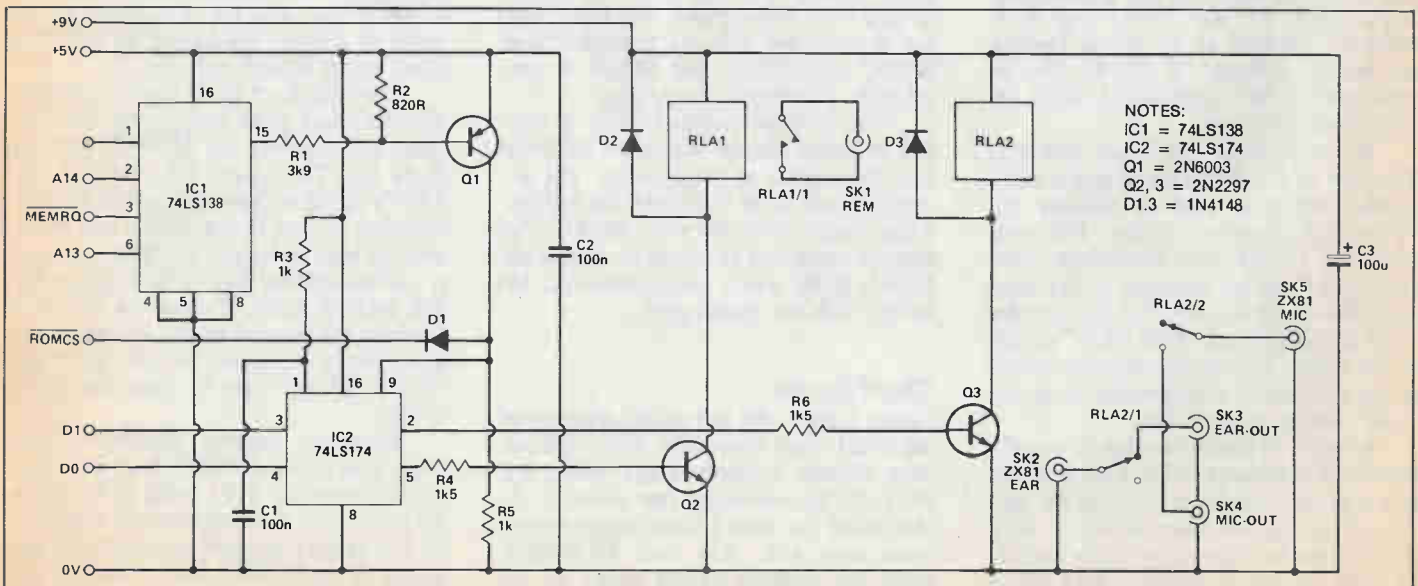 +9V
+5V
16
R2
820R
1
15
R1
3k9
Q1
A14
2
IC1
74LS138
MEMRQ
3
A13
6
4
5
8
R3
1k
C2
100n
D2
RLA1
RLA1/1
SK1
REM
D3
RLA2
NOTES:
IC1 = 74LS138
IC2 = 74LS174
Q1 = 2N6003
Q2, 3 = 2N2297
D1.3 = 1N4148
C3
100u
+
ROMCS
D1
1
16
9
D1
3
IC2
74LS174
2
D0
4
5
R4
1k5
8
C1
100n
R5
1k
Q2
R6
1k5
Q3
RLA2/2
SK5
ZX81
MIC
RLA2/1
SK3
EAR-OUT
SK2
ZX81
EAR
SK4
MIC-OUT
0V